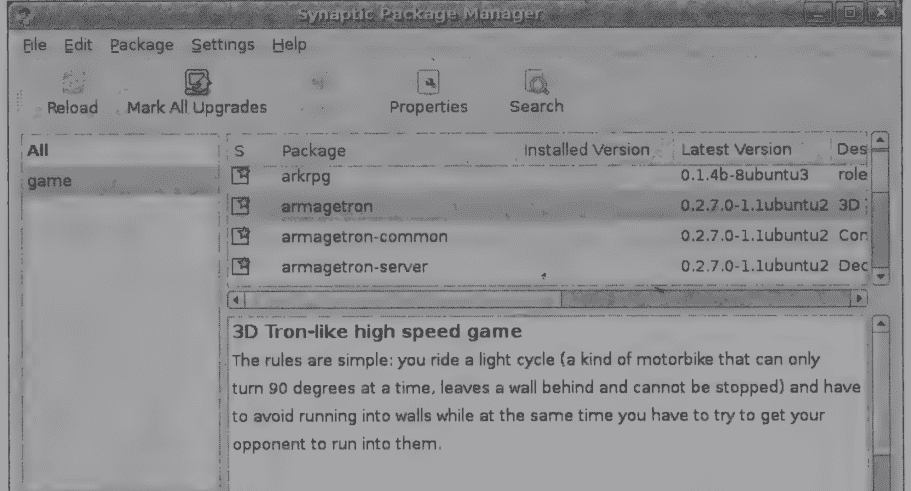 Synaptic Package Manager
File Edit Package Settings Help
Reload Mark All Upgrades Properties Search
All
game
S Package Installed Version Latest Version Des
arkrpg 0.1.4b-8ubuntu3 role
armagetron 0.2.7.0-1.1ubuntu2 3D
armagetron-common 0.2.7.0-1.1ubuntu2 Con
armagetron-server 0.2.7.0-1.1ubuntu2 Dec
3D Tron-like high speed game
The rules are simple: you ride a light cycle (a kind of motorbike that can only
turn 90 degrees at a time, leaves a wall behind and cannot be stopped) and have
to avoid running into walls while at the same time you have to try to get your
opponent to run into them.